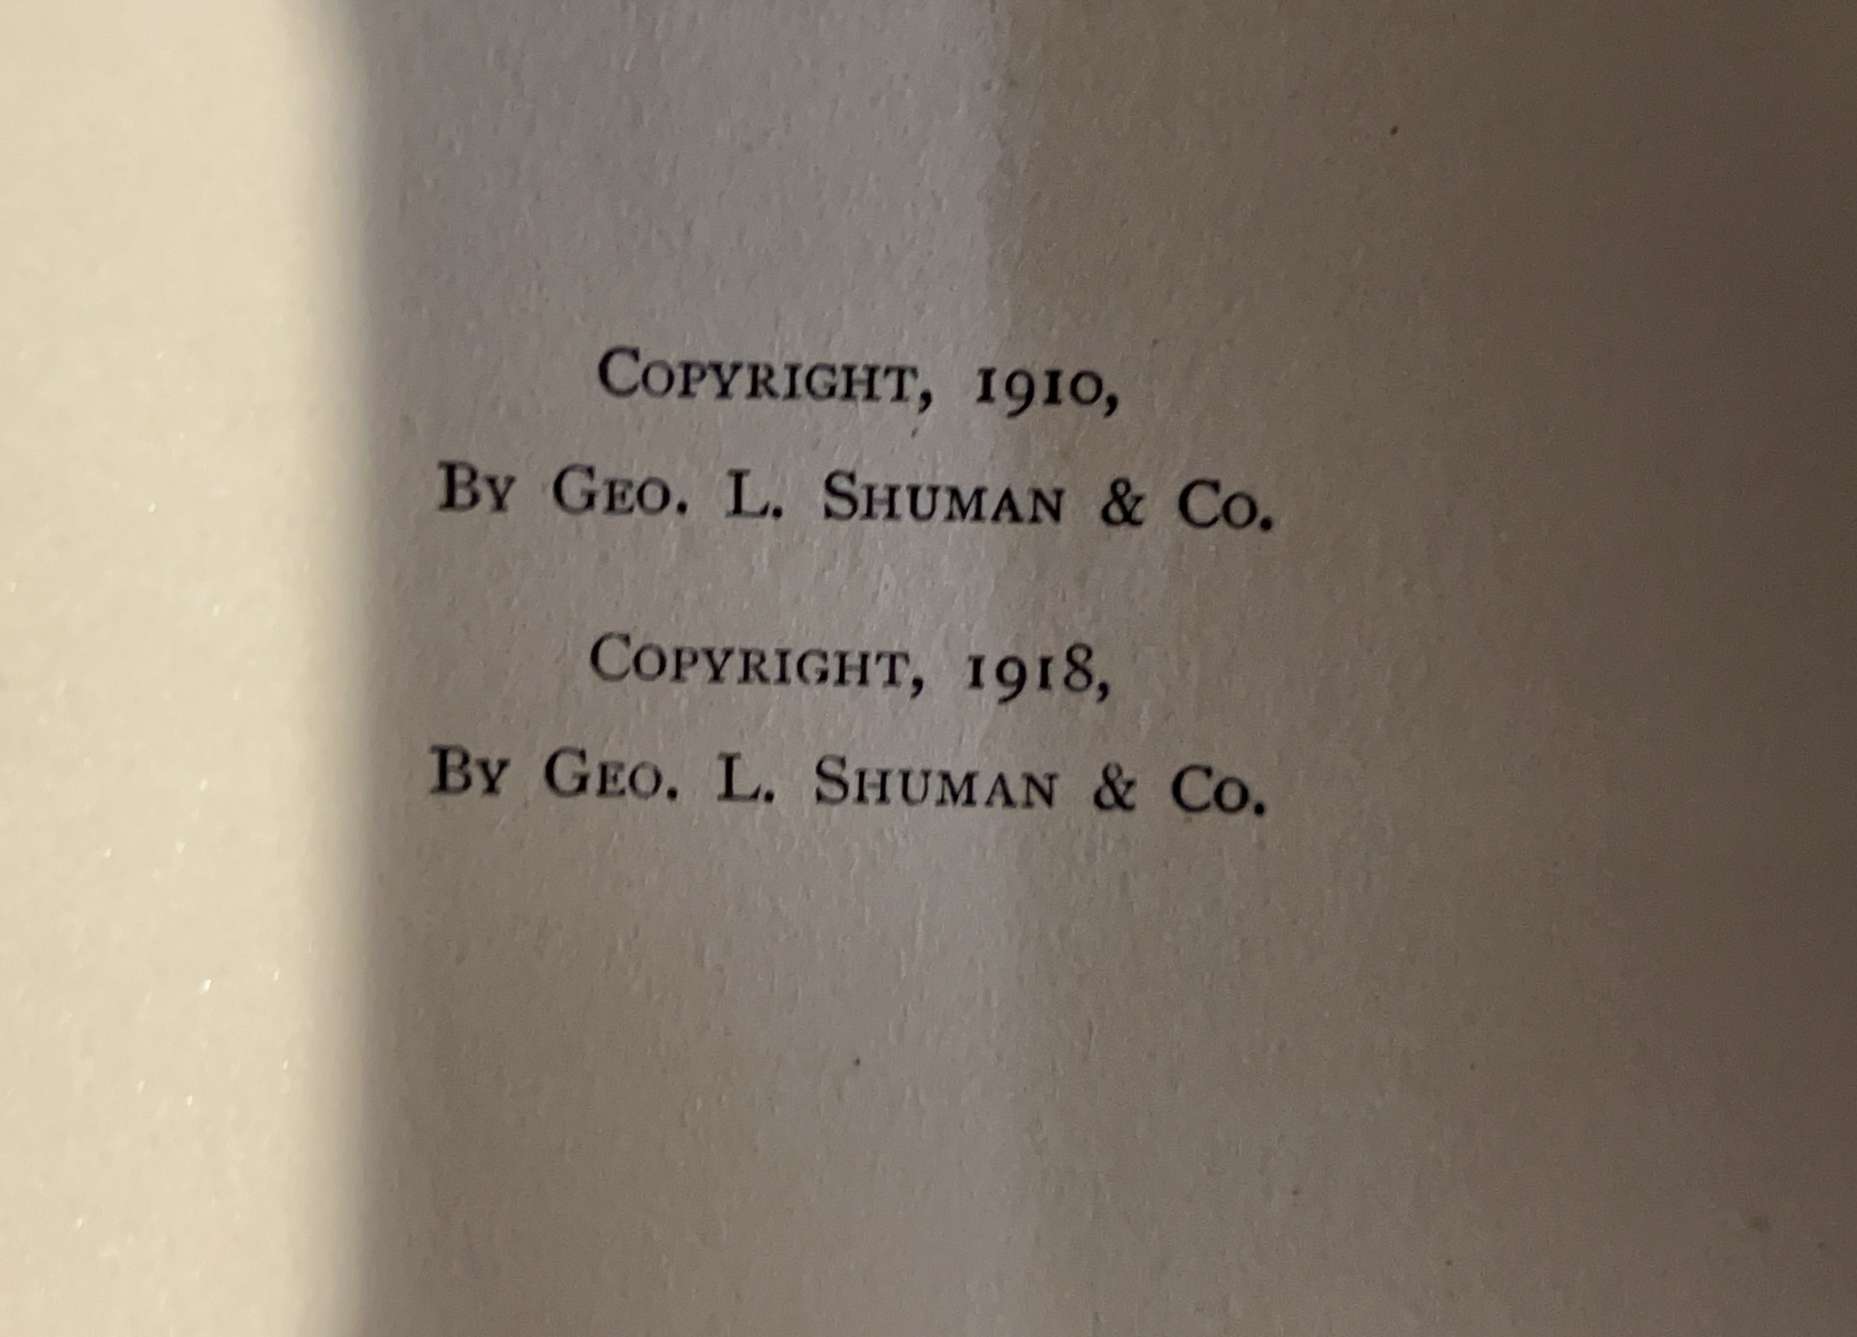 Copyright, 1910,
By Geo. L. Shuman & Co.
Copyright, 1918,
By Geo. L. Shuman & Co.